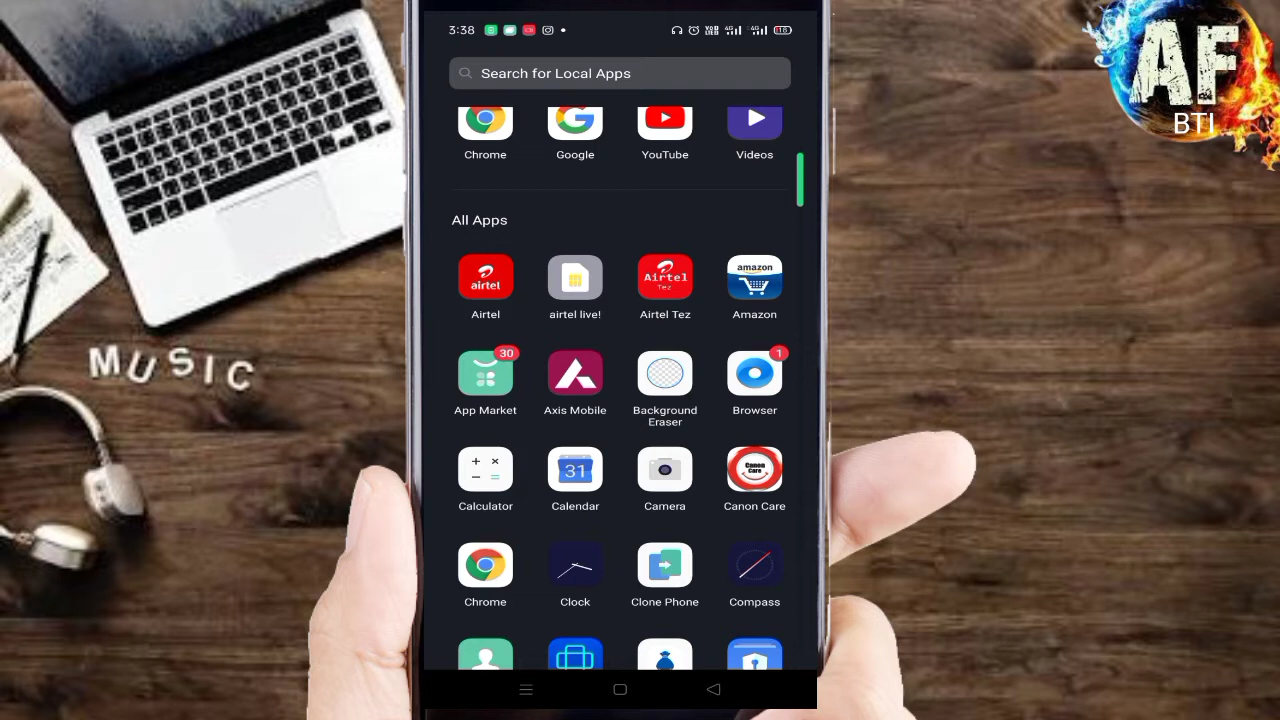 3:38
Search for Local Apps
AF
BTI
Chrome Google YouTube Videos
All Apps
airtel
Airtel
Tez
amazon
Airtel airtel live! Airtel Tez Amazon
30
1
App Market Axis Mobile Background Eraser Browser
31
Canon
Care
Calculator Calendar Camera Canon Care
Chrome Clock Clone Phone Compass
MUSIC